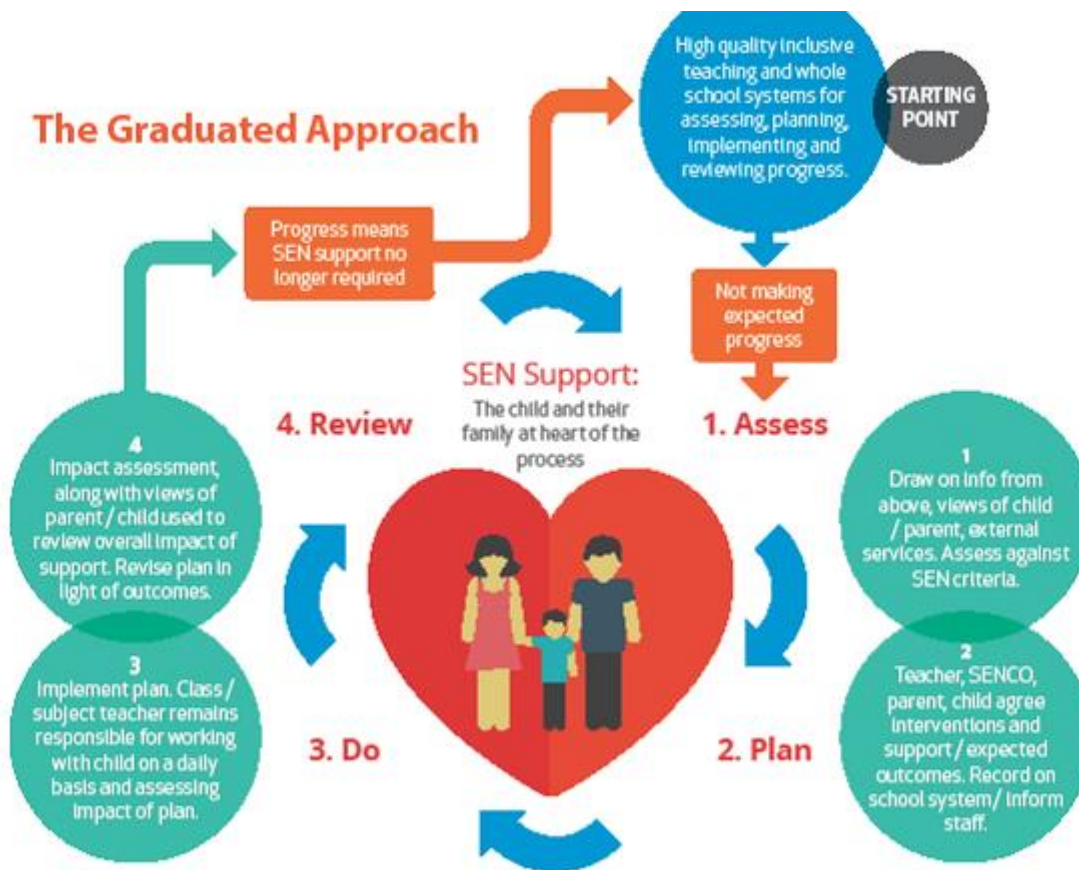 High quality inclusive
teaching and whole
school systems for
assessing, planning,
implementing and
reviewing progress.
STARTING
POINT
The Graduated Approach
Progress means
SEN support no
longer required
Not making
expected
progress
SEN Support:
The child and their
family at heart of the
process
4. Review
1. Assess
4
Impact assessment,
along with views of
parent / child used to
review overall impact of
support. Revise plan in
light of outcomes.
1
Draw on info from
above, views of child
/ parent, external
services. Assess against
SEN criteria.
3
Implement plan. Class /
subject teacher remains
responsible for working
with child on a daily
basis and assessing
impact of plan.
3. Do
2. Plan
2
Teacher, SENCO,
parent, child agree
interventions and
support / expected
outcomes. Record on
school system / inform
staff.